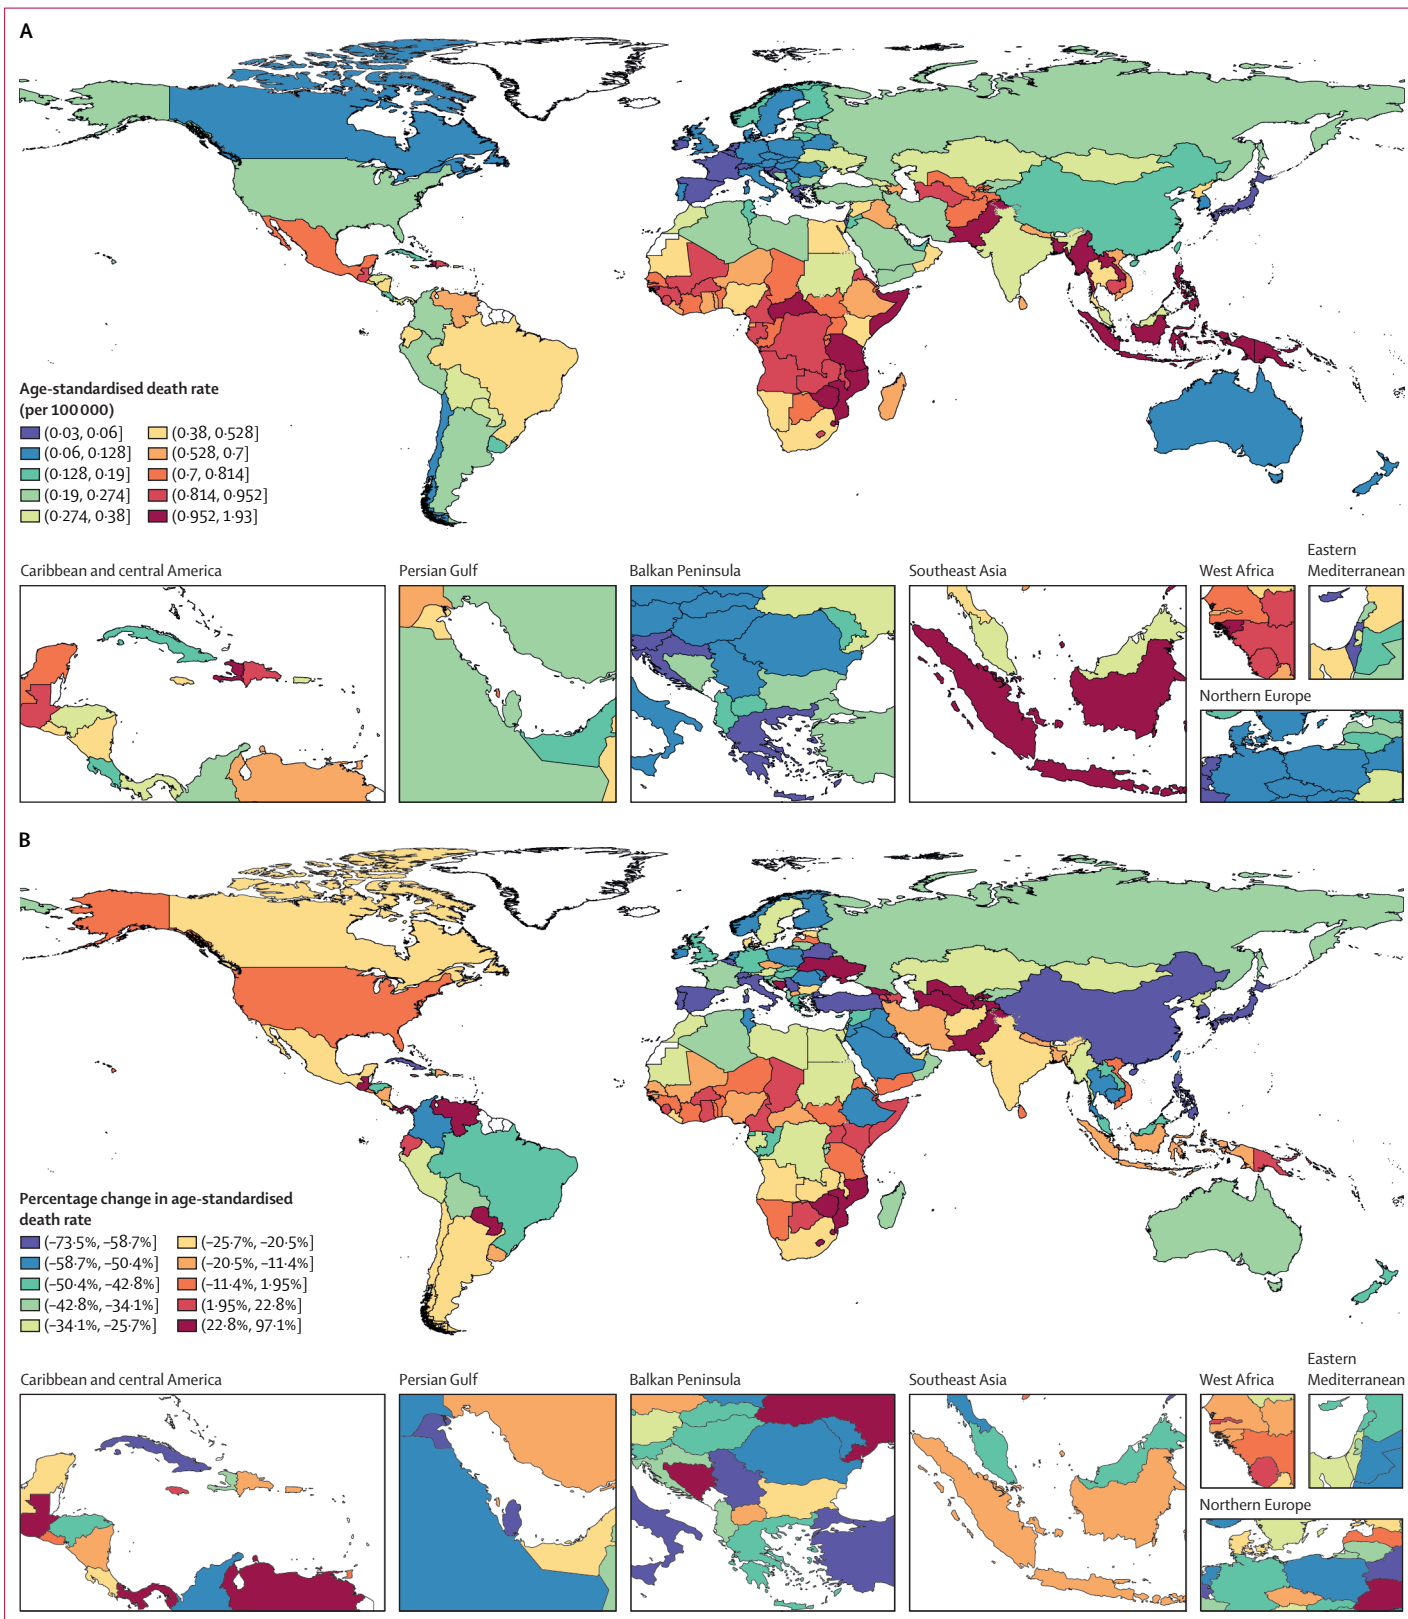 A
Age-standardised death rate
(per 100 000)
(0·03, 0·06]
(0·06, 0·128]
(0·128, 0·19]
(0·19, 0·274]
(0·274, 0·38]
(0·38, 0·528]
(0·528, 0·7]
(0·7, 0·814]
(0·814, 0·952]
(0·952, 1·93]
Caribbean and central America
Persian Gulf
Balkan Peninsula
Southeast Asia
West Africa
Eastern
Mediterranean
Northern Europe
B
Percentage change in age-standardised
death rate
(–73·5%, –58·7%]
(–58·7%, –50·4%]
(–50·4%, –42·8%]
(–42·8%, –34·1%]
(–34·1%, –25·7%]
(–25·7%, –20·5%]
(–20·5%, –11·4%]
(–11·4%, 1·95%]
(1·95%, 22·8%]
(22·8%, 97·1%]
Caribbean and central America
Persian Gulf
Balkan Peninsula
Southeast Asia
West Africa
Eastern
Mediterranean
Northern Europe